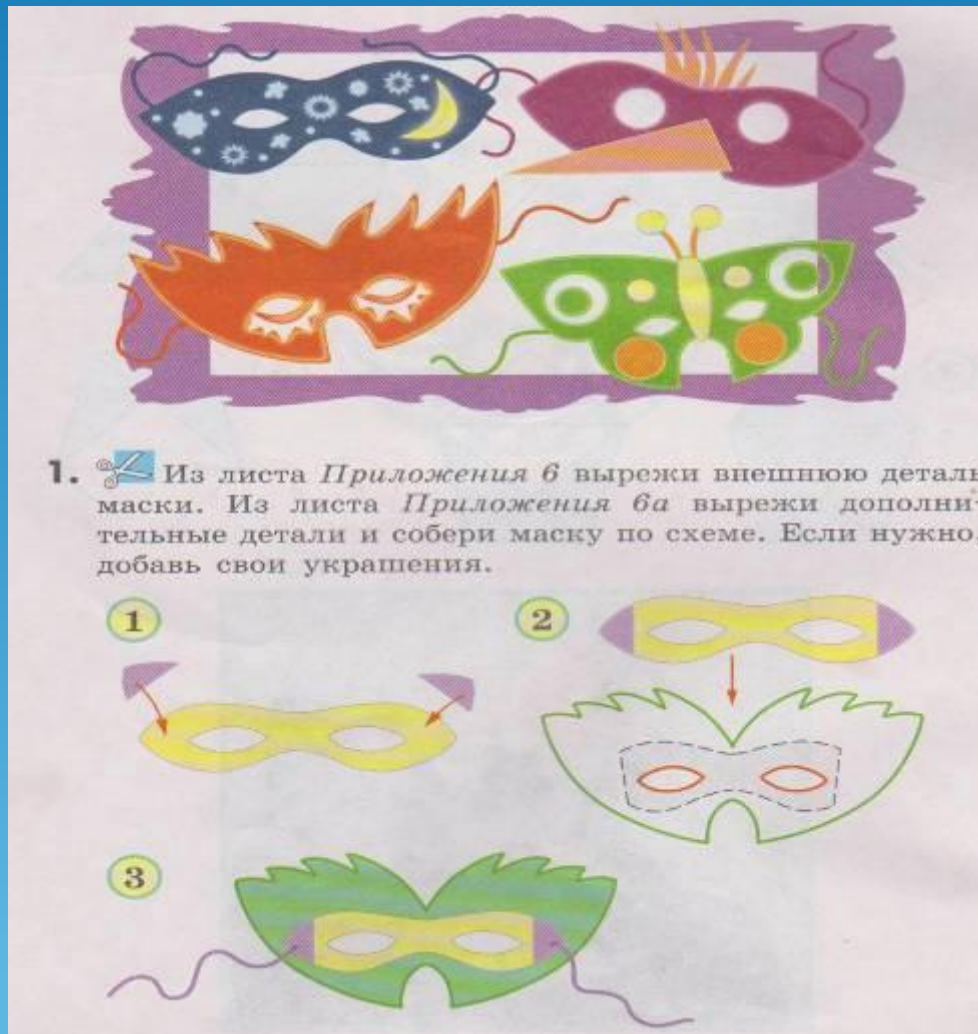 1. Из листа Приложения 6 вырежи внешнюю деталь
маски. Из листа Приложения 6а вырежи дополни-
тельные детали и собери маску по схеме. Если нужно,
добавь свои украшения.
1
2
3